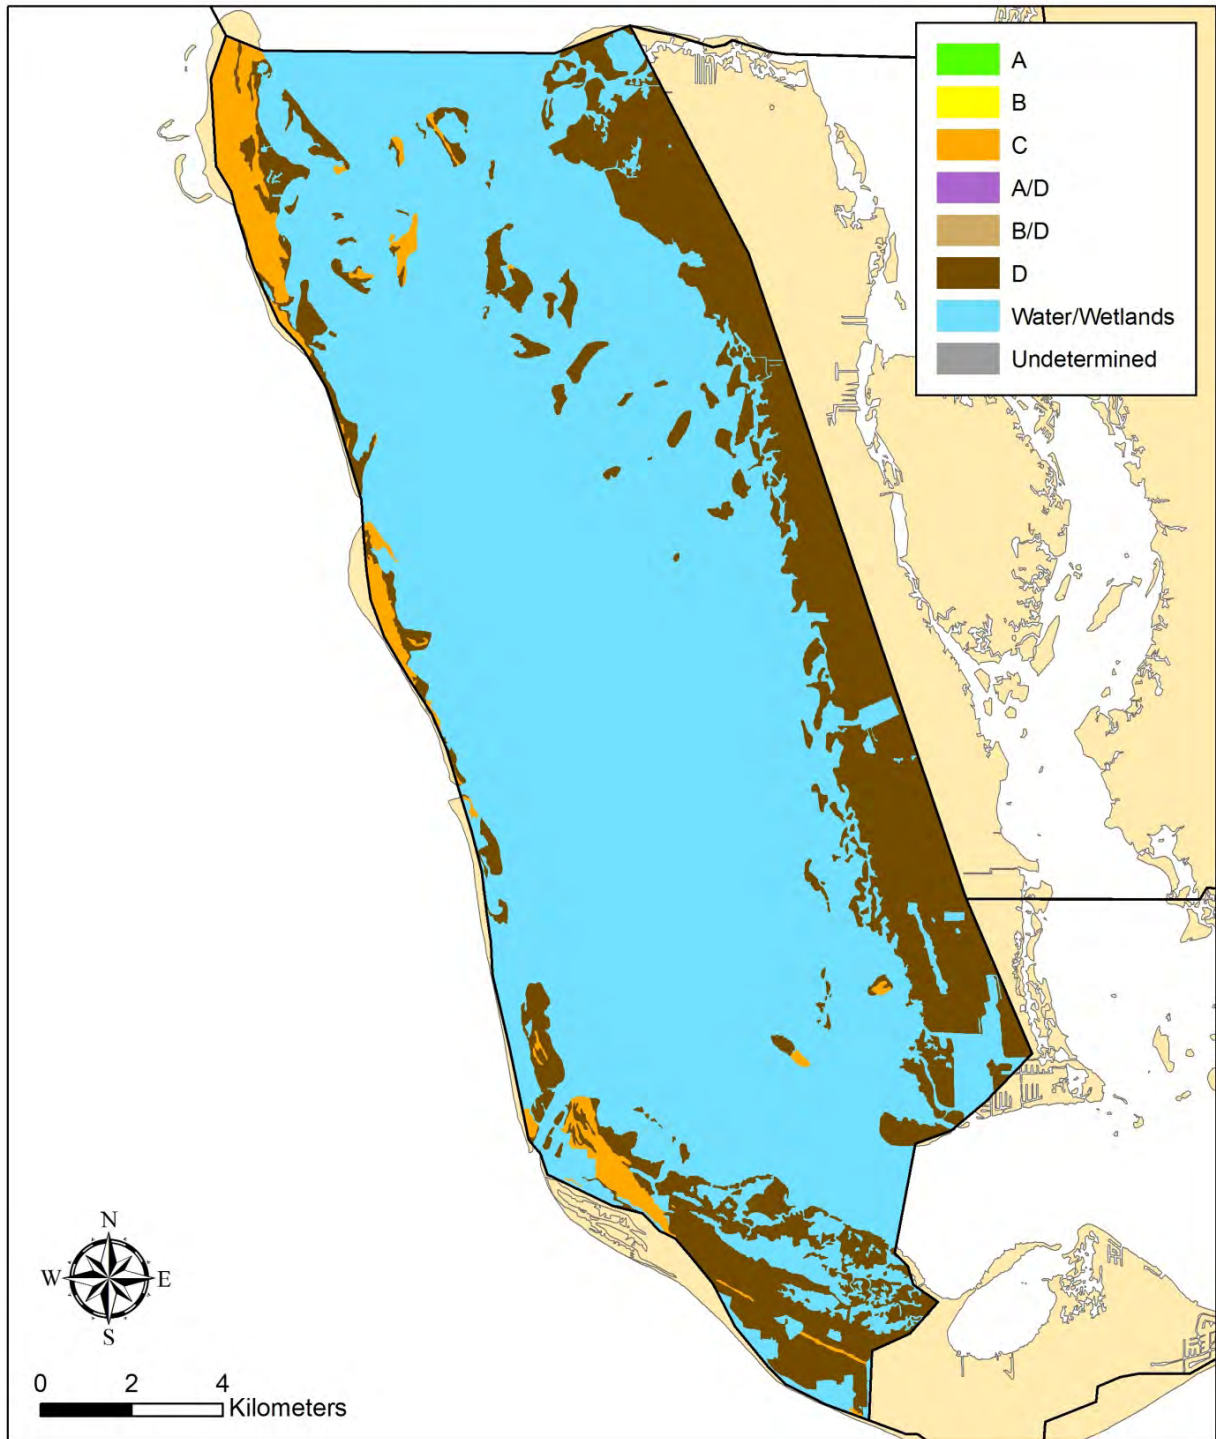 A
B
C
A/D
B/D
D
Water/Wetlands
Undetermined
N
W E
S
0 2 4
Kilometers